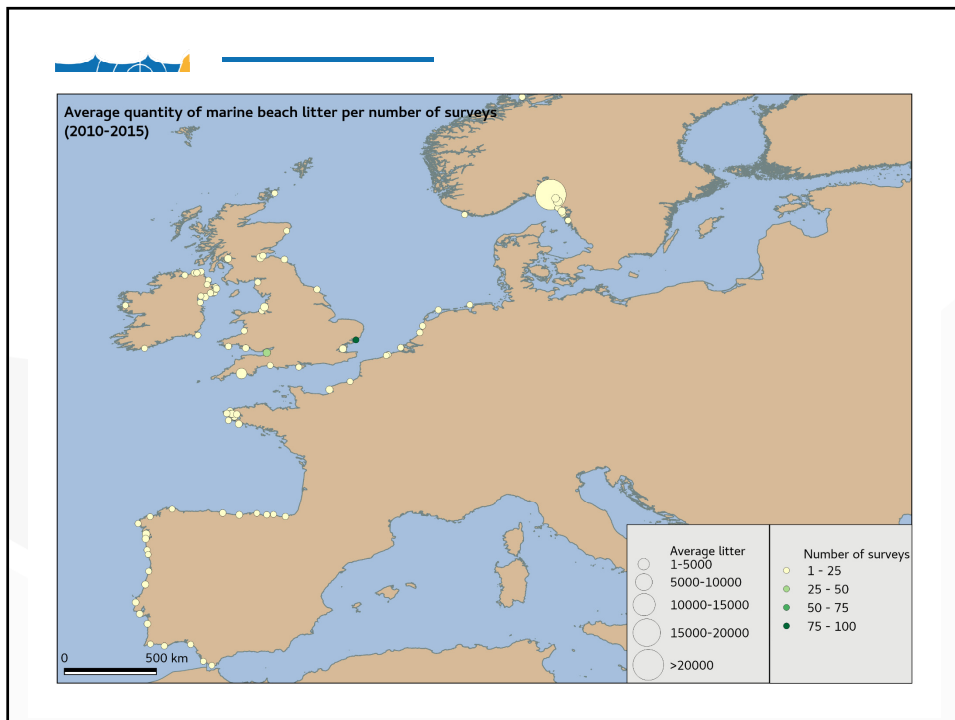 Average quantity of marine beach litter per number of surveys
(2010-2015)
Average litter
1-5000
5000-10000
10000-15000
15000-20000
>20000
Number of surveys
1 - 25
25 - 50
50 - 75
75 - 100
0
500 km